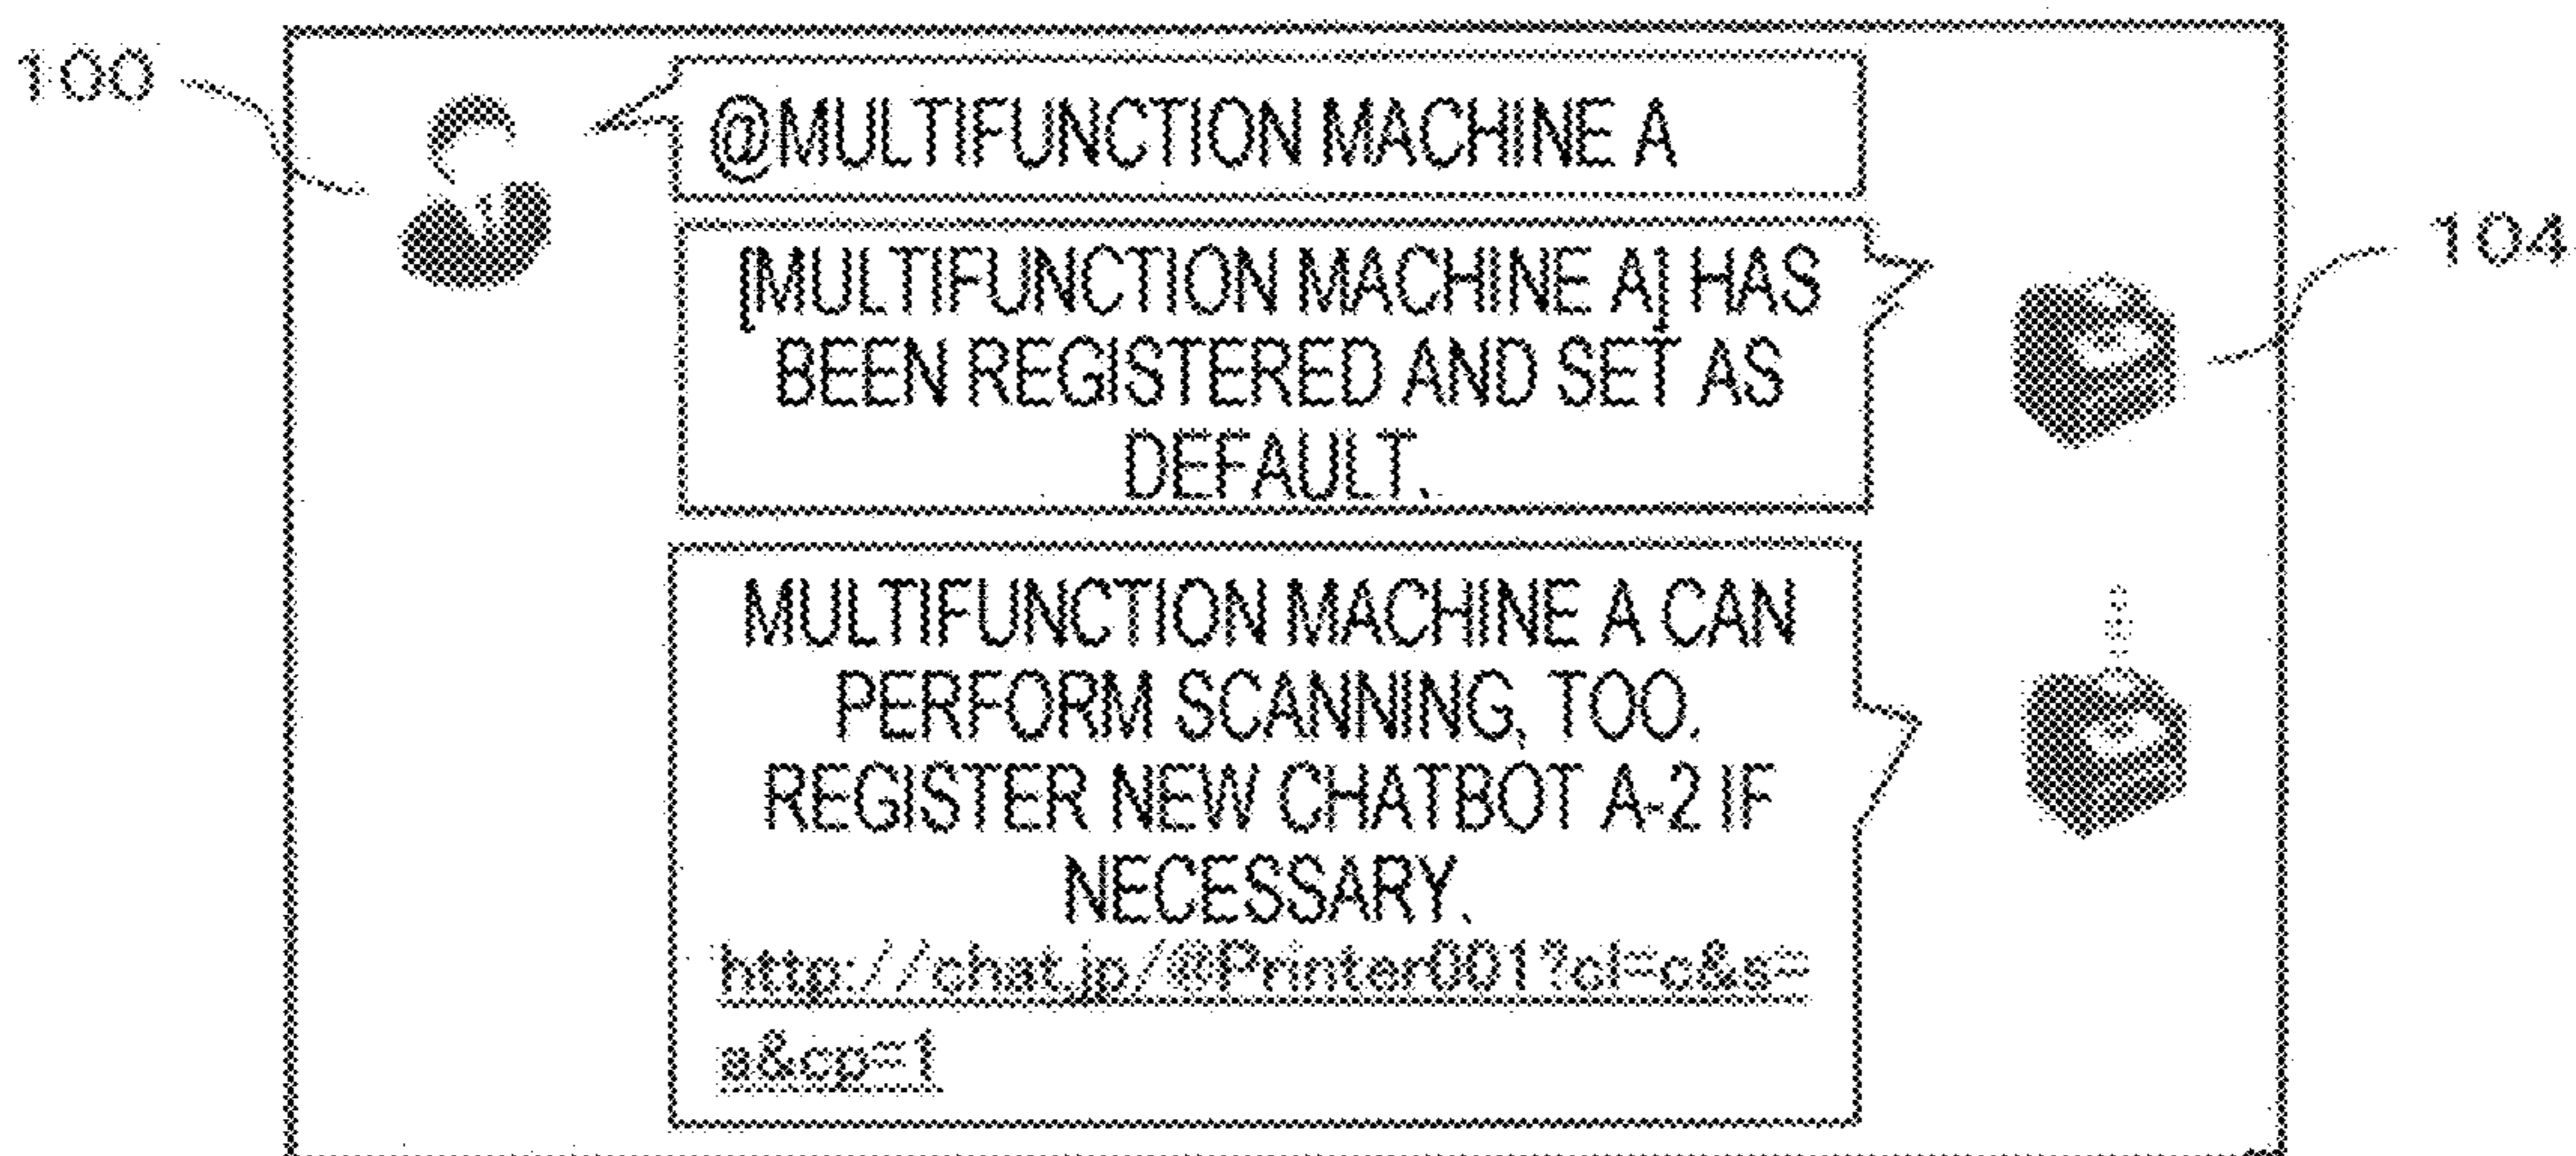 100
@MULTIFUNCTION MACHINE A
[MULTIFUNCTION MACHINE A] HAS
BEEN REGISTERED AND SET AS
DEFAULT.
104
MULTIFUNCTION MACHINE A CAN
PERFORM SCANNING, TOO.
REGISTER NEW CHATBOT A-2 IF
NECESSARY.
http://chat.jp/@Printer001?cl=c&s=
a&cp=1